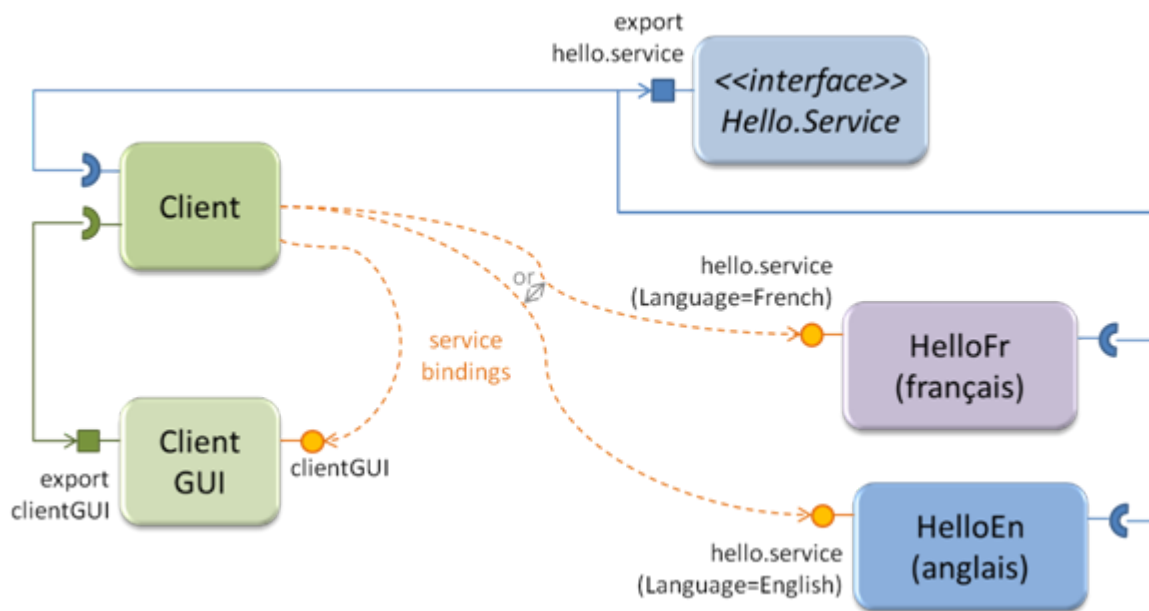 export
hello.service
<<interface>>
Hello.Service
Client
hello.service
(Language=French)
or
HelloFr
(français)
service
bindings
Client
GUI
clientGUI
export
clientGUI
HelloEn
(anglais)
hello.service
(Language=English)